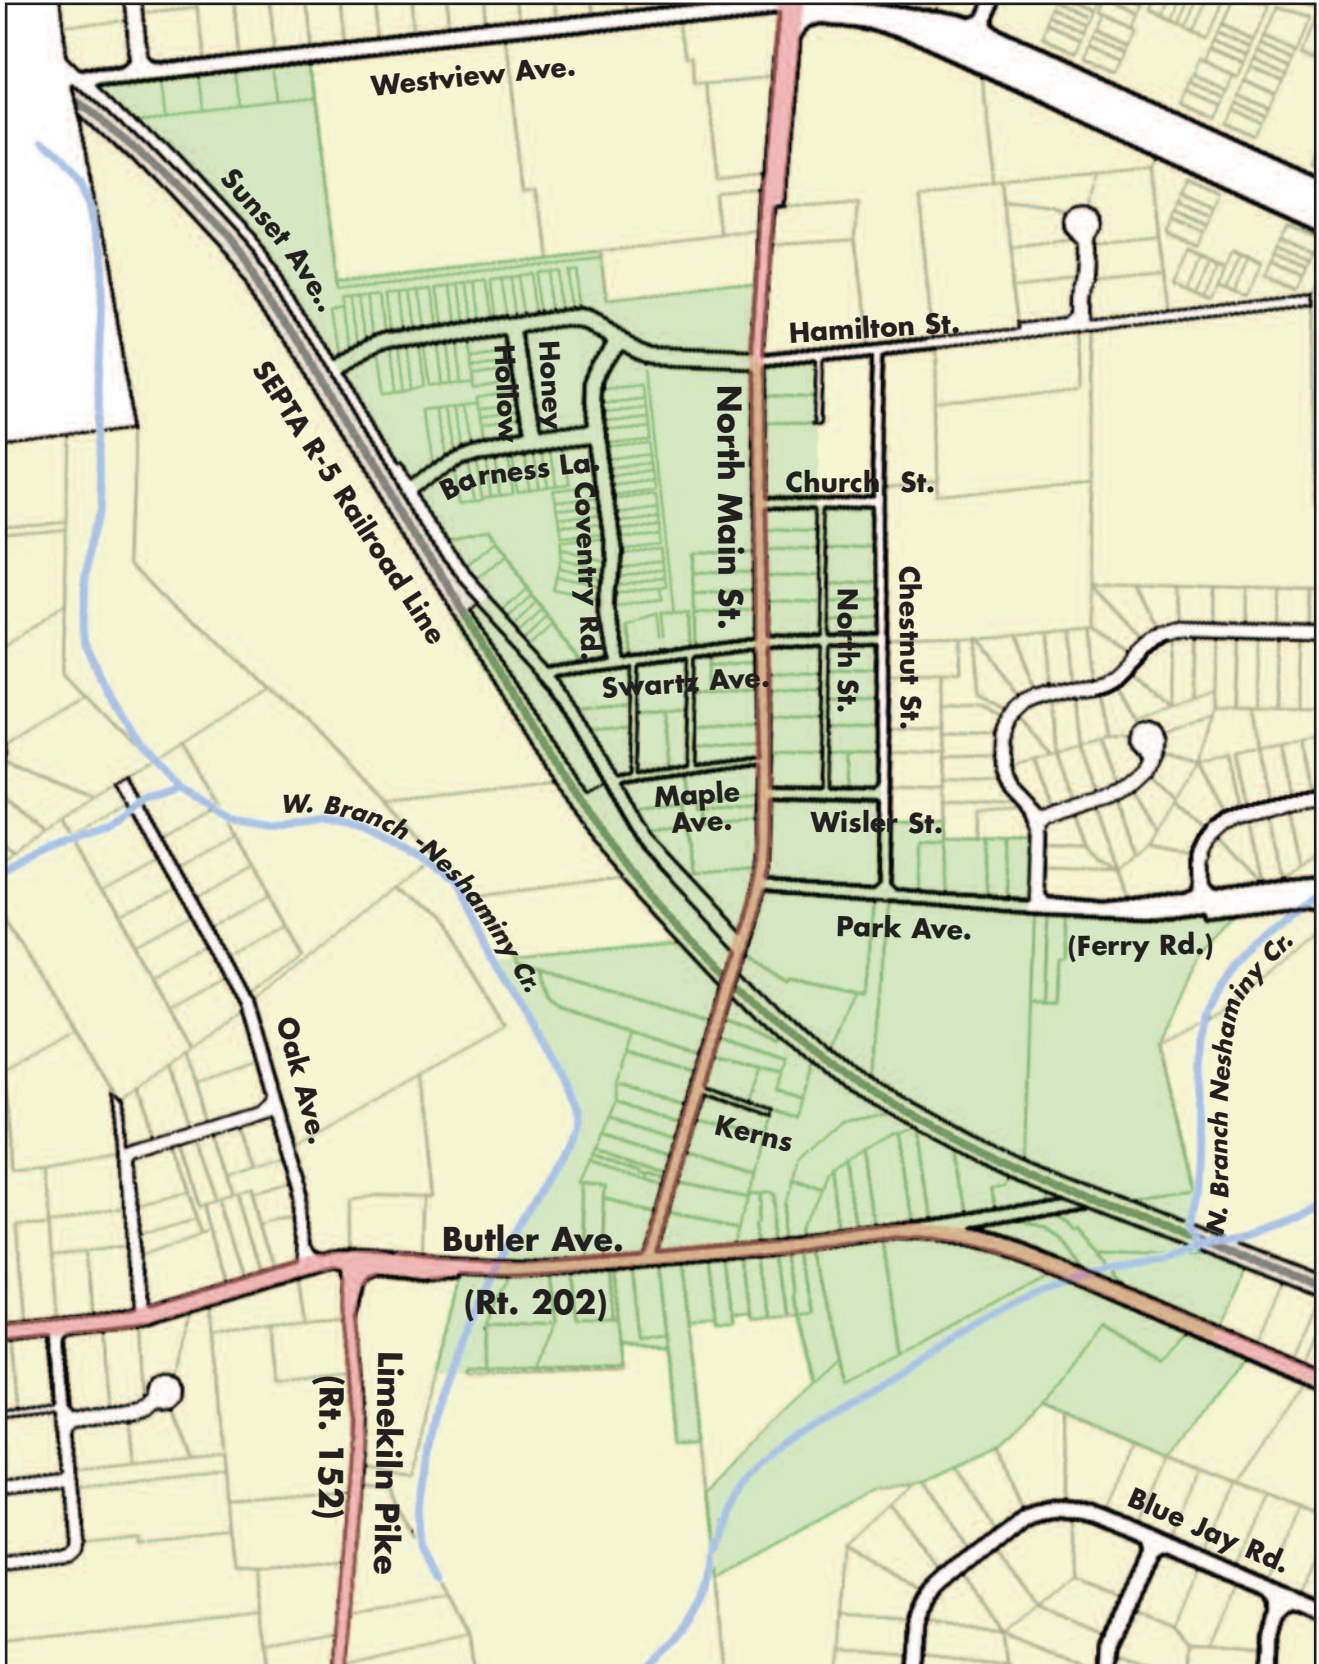 Westview Ave.
Sunset Ave..
Hamilton St.
Hollow
Honey
SEPTA R-5 Railroad Line
North Main St.
Barness La.
Church St.
Coventry Rd.
Chestnut St.
North St.
Swartz Ave.
Maple
Ave.
Wisler St.
W. Branch -Neshaminy Cr.
Park Ave.
(Ferry Rd.)
N. Branch Neshaminy Cr.
Oak Ave.
Kerns
Butler Ave.
(Rt. 202)
Limekiln Pike
(Rt. 152)
Blue Jay Rd.